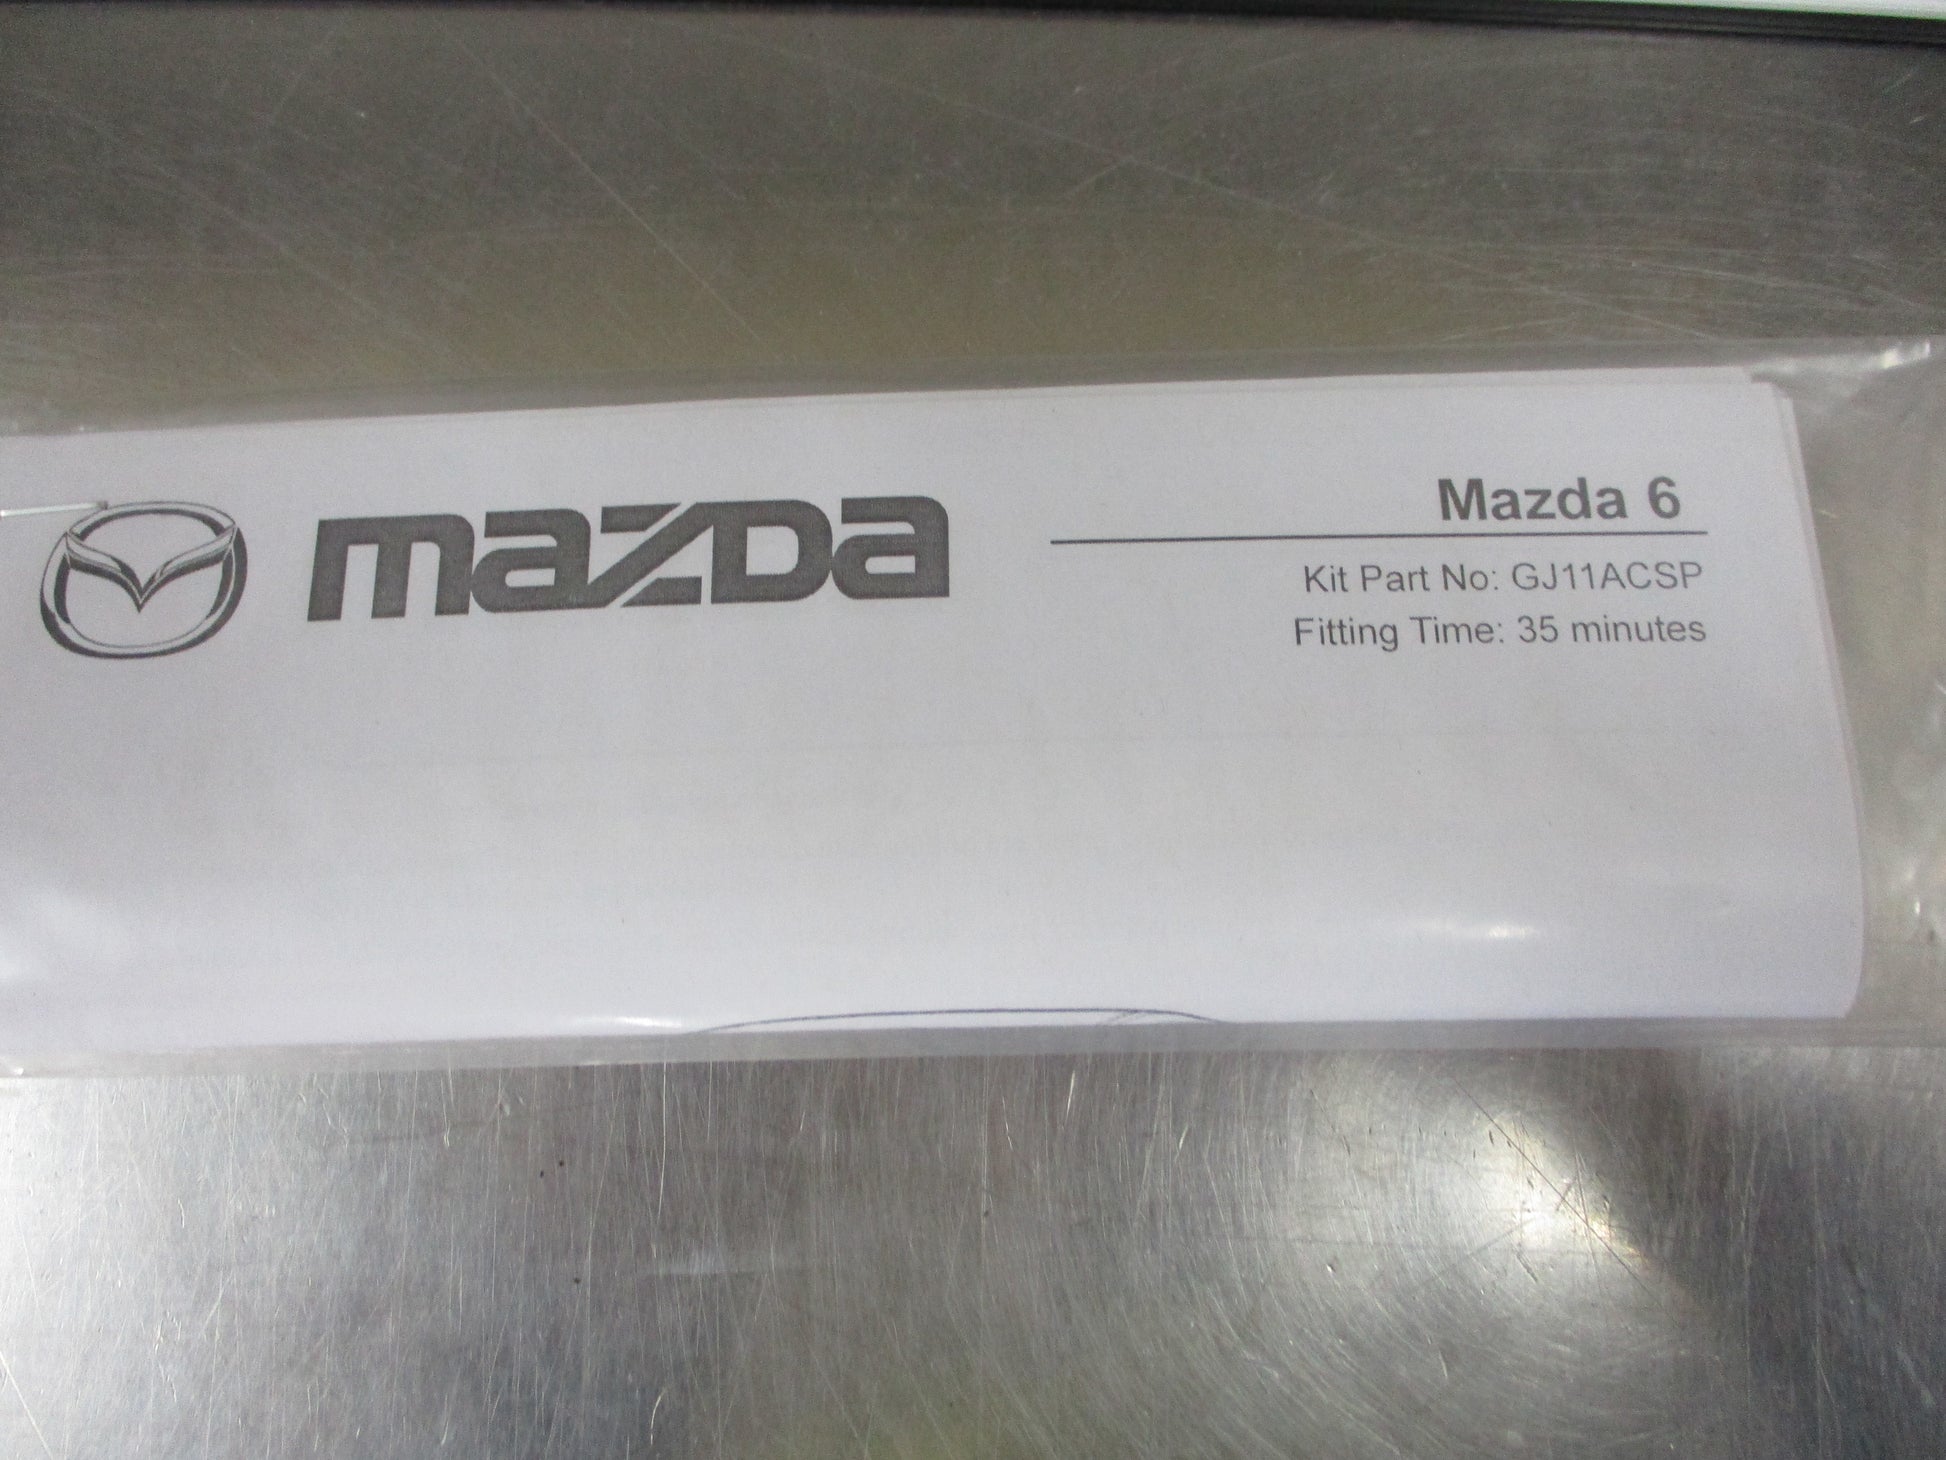 mazda
Mazda 6
Kit Part No: GJ11ACSP
Fitting Time: 35 minutes